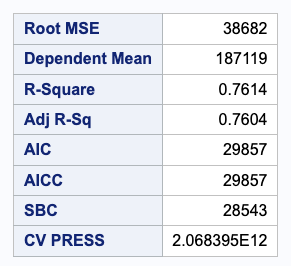 Root MSE 38682
Dependent Mean 187119
R-Square 0.7614
Adj R-Sq 0.7604
AIC 29857
AICC 29857
SBC 28543
CV PRESS 2.068395E12